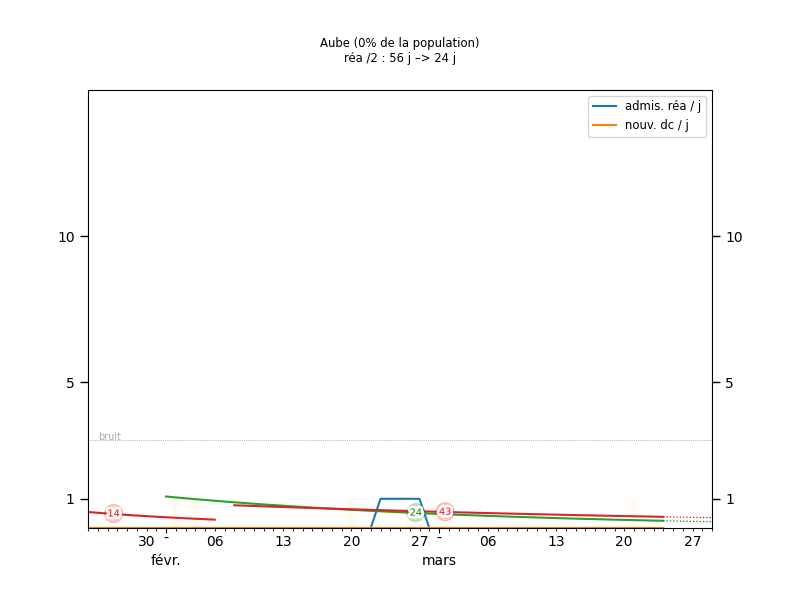 Aube (0% de la population)
réa /2 : 56 j –> 24 j
admis. réa / j
nouv. dc / j
10 10
5 5
bruit
1 1
14 24 43
30 06 13 20 27 06 13 20 27
févr. mars